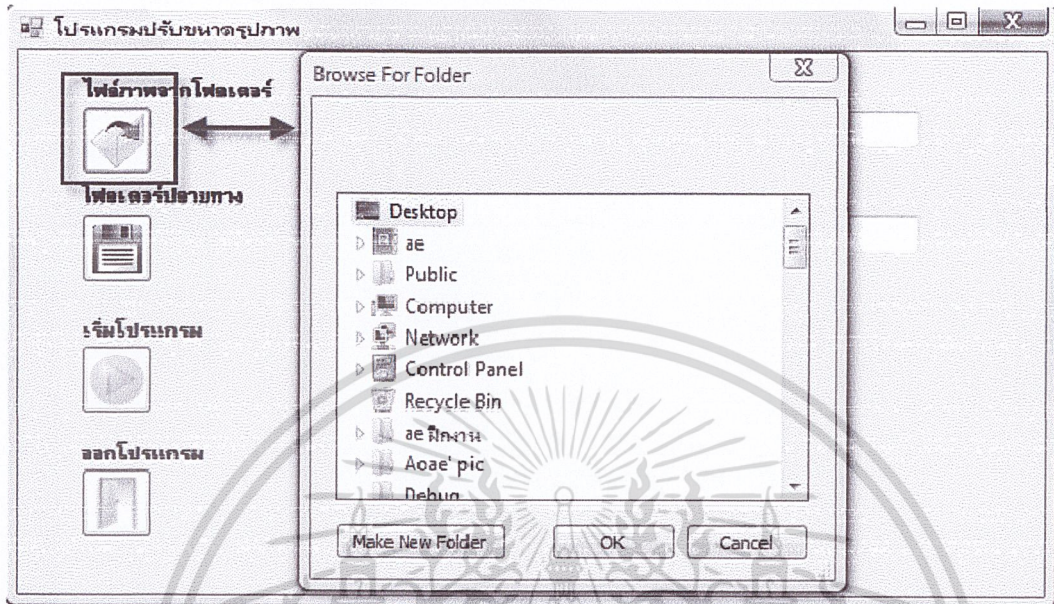 โปรแกรมปรับขนาดรูปภาพ
ไฟล์ภาพจากโฟลเดอร์
Browse For Folder
โฟลเดอร์ปลายทาง
Desktop
ae
Public
Computer
Network
เริ่มโปรแกรม
Control Panel
Recycle Bin
ae ฝึกงาน
ออกโปรแกรม
Aoae' pic
Debug
Make New Folder
OK
Cancel